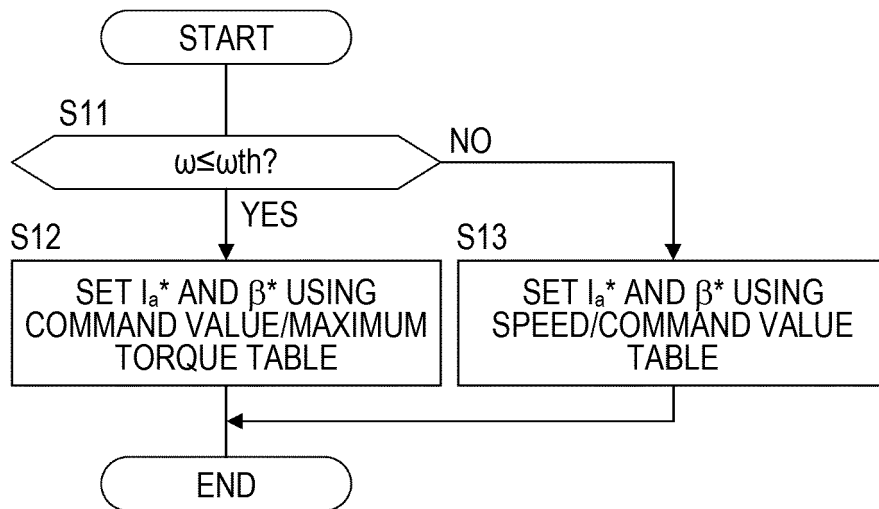 START
S11
ω≤ωth?
NO
YES
S12
SET Ia* AND β* USING
COMMAND VALUE/MAXIMUM
TORQUE TABLE
S13
SET Ia* AND β* USING
SPEED/COMMAND VALUE
TABLE
END